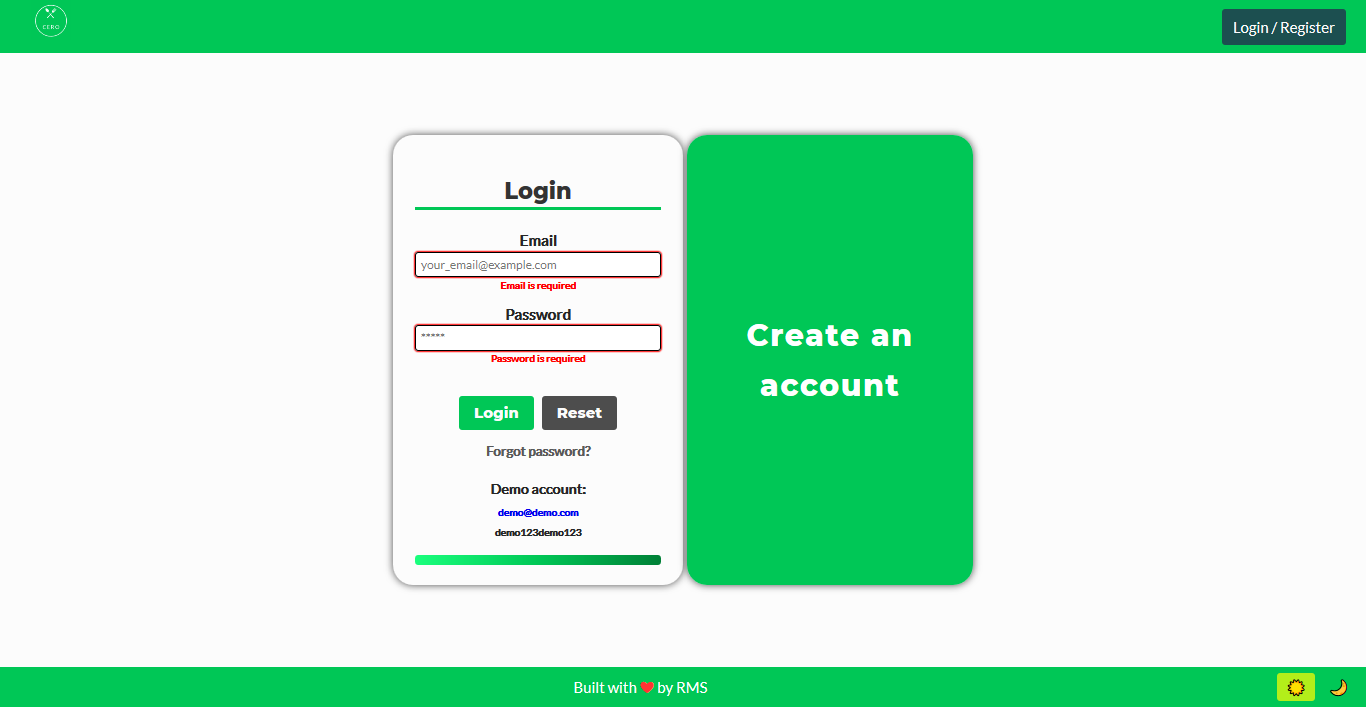 CERO
Login / Register
Login
Email
your_email@example.com
Email is required
Password
*****
Password is required
Login Reset
Forgot password?
Demo account:
demo@demo.com
demo123demo123
Create an
account
Built with ❤ by RMS